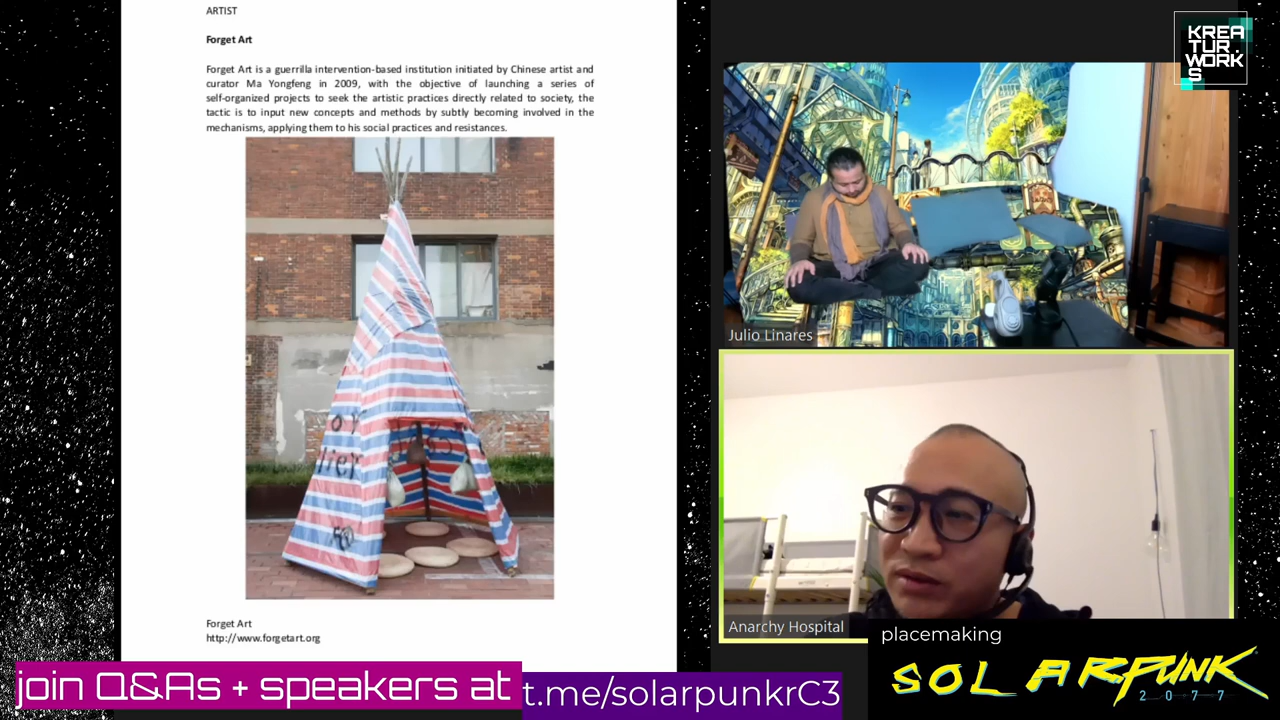 ARTIST
Forget Art
Forget Art is a guerrilla intervention-based institution initiated by Chinese artist and
curator Ma Yongfeng in 2009, with the objective of launching a series of
self-organized projects to seek the artistic practices directly related to society, the
tactic is to input new concepts and methods by subtly becoming involved in the
mechanisms, applying them to his social practices and resistances.
Forget Art
http://www.forgetart.org
KREA
TUR.
WORK
S
Julio Linares
Anarchy Hospital
placemaking
SOLARPUNK
2077
join Q&As + speakers at
t.me/solarpunkrC3